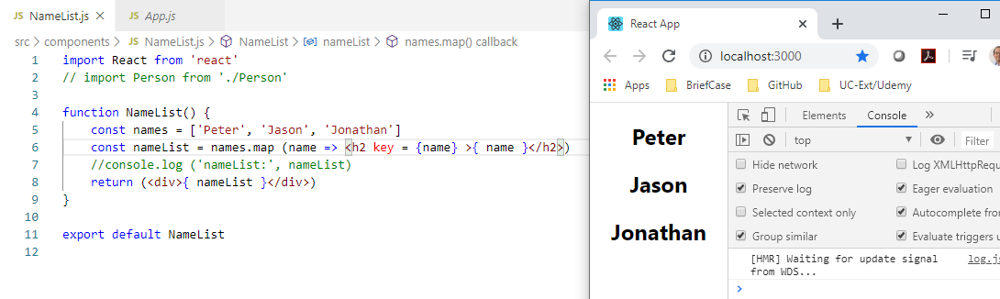 JS NameList.js ×
JS App.js
src > components > JS NameList.js > NameList > nameList > names.map() callback
1 import React from 'react'
2 // import Person from './Person'
3
4 function NameList() {
5 const names = ['Peter', 'Jason', 'Jonathan']
6 const nameList = names.map (name => <h2 key = {name} >{ name }</h2>)
7 //console.log ('nameList:', nameList)
8 return (<div>{ nameList }</div>)
9 }
10
11 export default NameList
12
React App
localhost:3000
Apps BriefCase GitHub UC-Ext/Udemy
Peter
Jason
Jonathan
Elements Console »
top Filter
Hide network Log XMLHttpRequ
Preserve log Eager evaluation
Selected context only Autocomplete from
Group similar Evaluate triggers u
[HMR] Waiting for update signal log.js
from WDS...
>